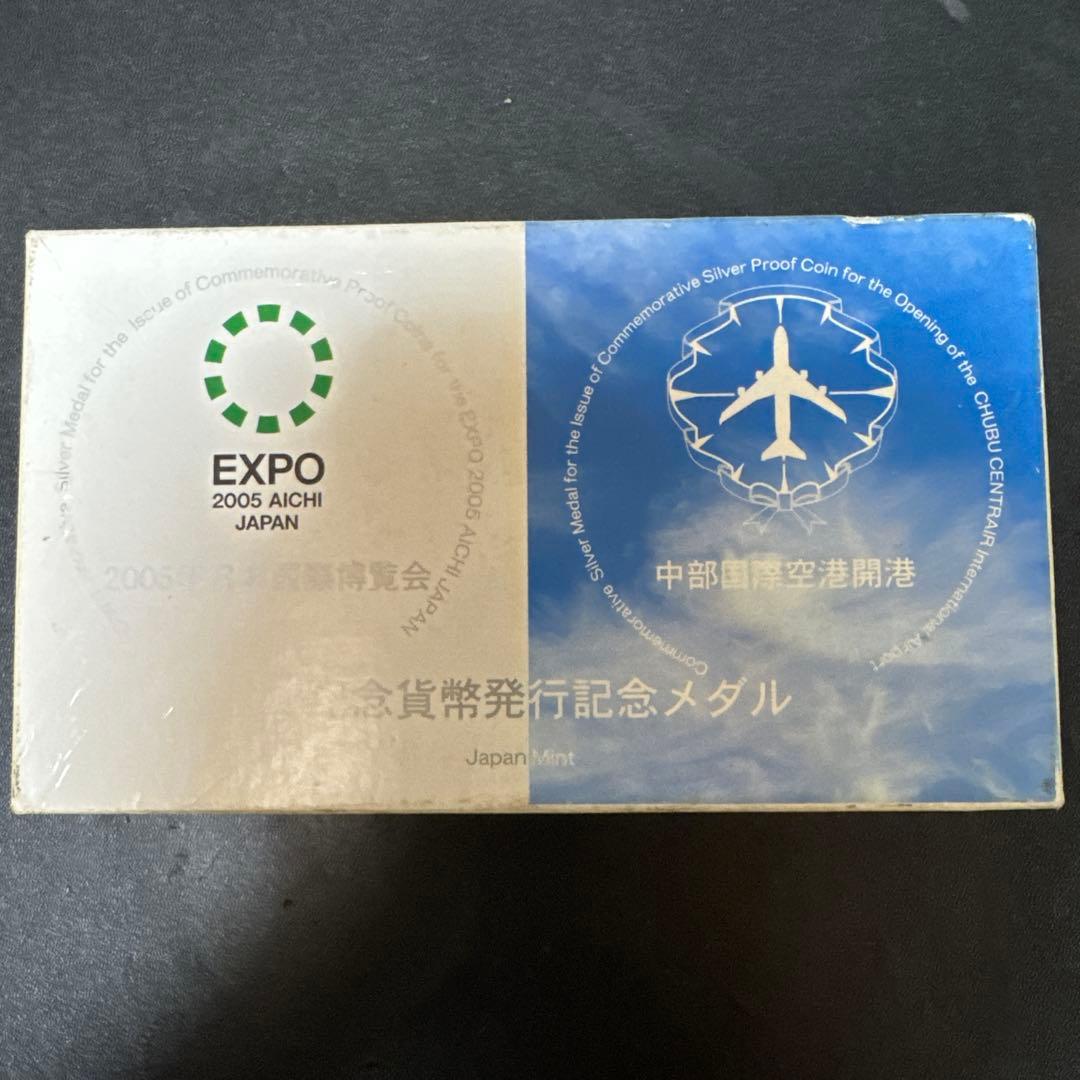 Silver Medal for the Issue of Commemorative Proof Coins for the EXPO 2005 AICHI JAPAN
EXPO
2005 AICHI
JAPAN
博覧会
Commemorative Silver Medal for the Issue of Commemorative Silver Proof Coin for the Opening of the CHUBU CENTRAIR International Airport
中部国際空港開港
念貨幣発行記念メダル
Japan Mint